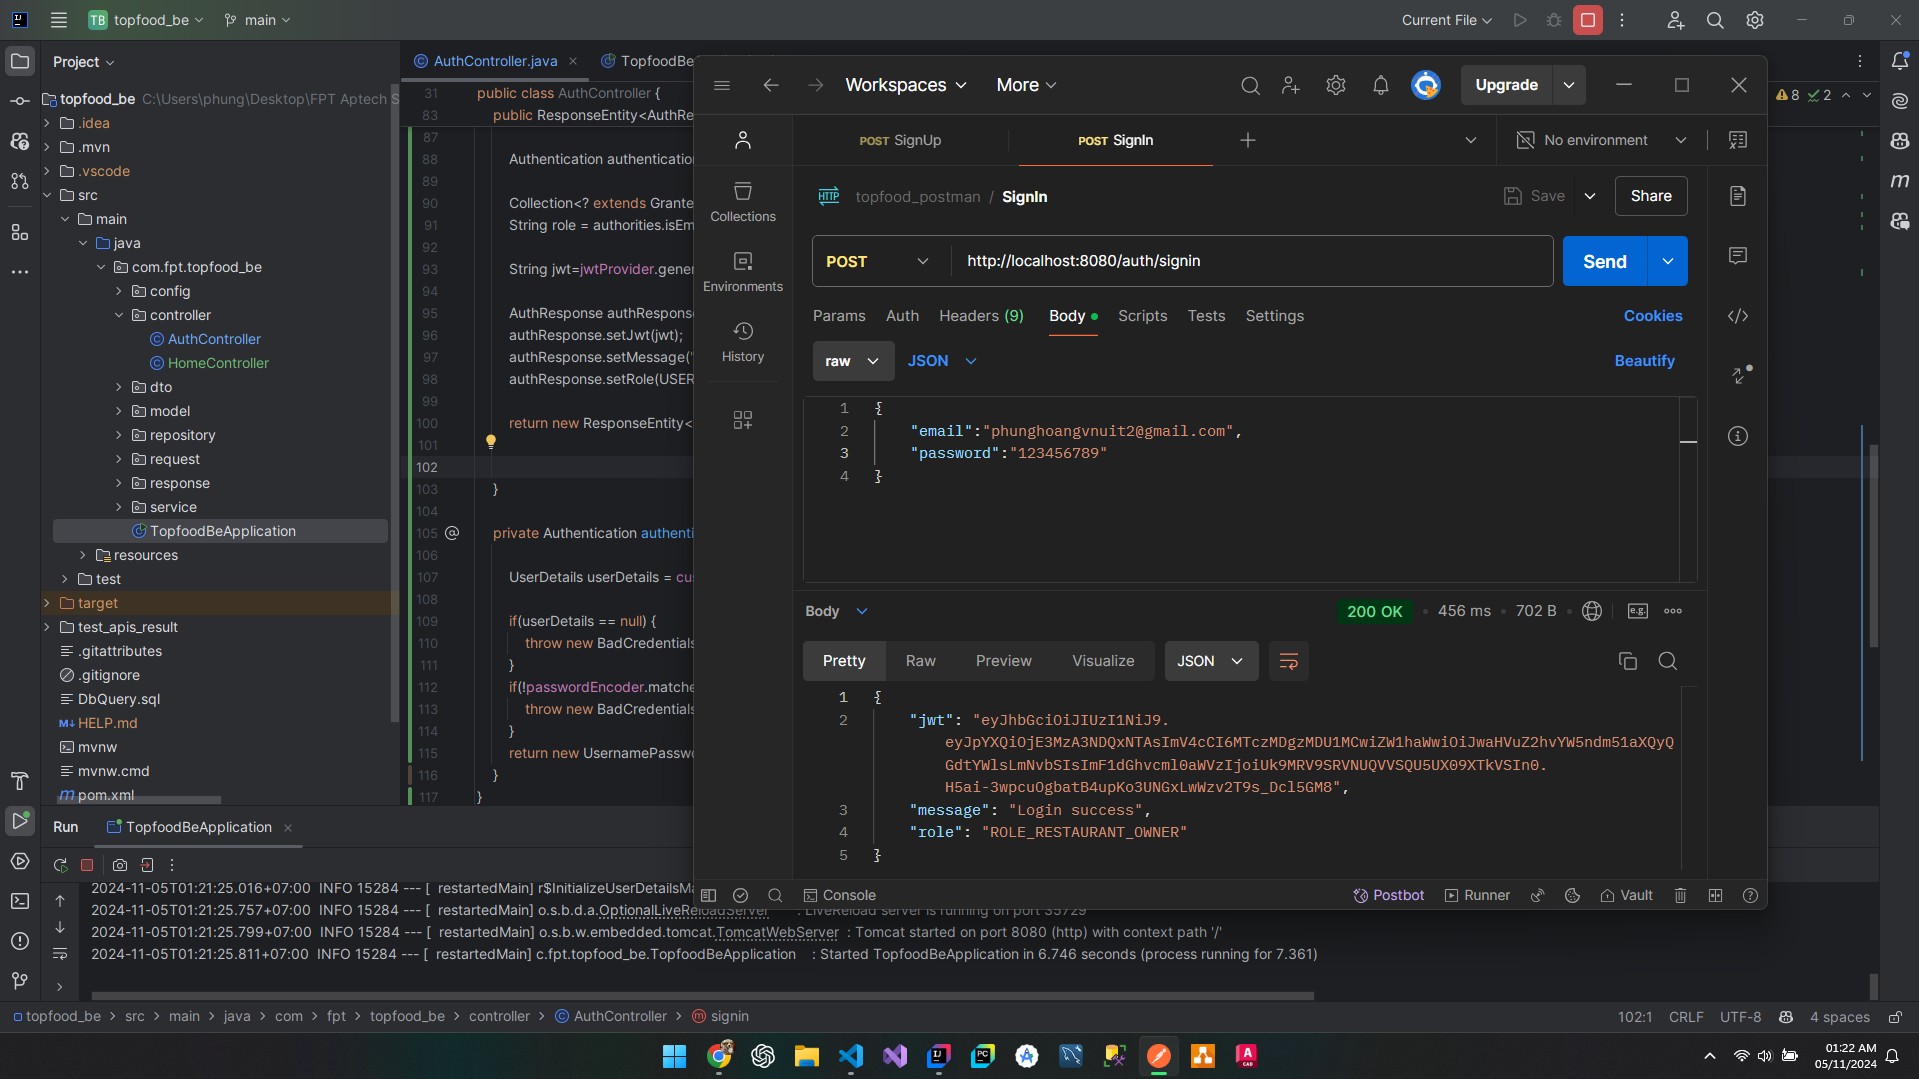 TB topfood_be main
Current File
Project
topfood_be C:\Users\phung\Desktop\FPT Aptech S
.idea
.mvn
.vscode
src
main
java
com.fpt.topfood_be
config
controller
AuthController
HomeController
dto
model
repository
request
response
service
TopfoodBeApplication
resources
test
target
test_apis_result
.gitattributes
.gitignore
DbQuery.sql
HELP.md
mvnw
mvnw.cmd
pom.xml
AuthController.java
31 public class AuthController {
83 public ResponseEntity<AuthRe
87
88 Authentication authentication
89
90 Collection<? extends Grante
91 String role = authorities.isEm
92
93 String jwt=jwtProvider.gener
94
95 AuthResponse authResponse
96 authResponse.setJwt(jwt);
97 authResponse.setMessage("
98 authResponse.setRole(USER
99
100 return new ResponseEntity<
101
102
103 }
104
105 private Authentication authenti
106
107 UserDetails userDetails = cus
108
109 if(userDetails == null) {
110 throw new BadCredentials
111 }
112 if(!passwordEncoder.matche
113 throw new BadCredentials
114 }
115 return new UsernamePasswo
116 }
117 }
8 2
Workspaces More
Upgrade
POST SignUp
POST SignIn
No environment
Collections
Environments
History
HTTP topfood_postman / SignIn
Save
Share
POST http://localhost:8080/auth/signin
Send
Params Auth Headers (9) Body Scripts Tests Settings
Cookies
raw JSON
Beautify
1 {
2 "email":"phunghoangvnuit2@gmail.com",
3 "password":"123456789"
4 }
Body
200 OK 456 ms 702 B e.g.
Pretty Raw Preview Visualize JSON
1 {
2 "jwt": "eyJhbGciOiJIUzI1NiJ9.
eyJpYXQiOjE3MzA3NDQxNTAsImV4cCI6MTczMDgzMDU1MCwiZW1haWwiOiJwaHVuZ2hvYW5ndm51aXQyQ
GdtYWlsLmNvbSIsImF1dGhvcml0aWVzIjoiUk9MRV9SRVNUQVVSQU5UX09XTkVSIn0.
H5ai-3wpcuOgbatB4upKo3UNGxLwWzv2T9s_Dcl5GM8",
3 "message": "Login success",
4 "role": "ROLE_RESTAURANT_OWNER"
5 }
Console
Postbot Runner Vault
Run TopfoodBeApplication
2024-11-05T01:21:25.016+07:00 INFO 15284 --- [ restartedMain] r$InitializeUserDetailsMa
2024-11-05T01:21:25.757+07:00 INFO 15284 --- [ restartedMain] o.s.b.d.a.OptionalLiveReloadServer : LiveReload server is running on port 35729
2024-11-05T01:21:25.799+07:00 INFO 15284 --- [ restartedMain] o.s.b.w.embedded.tomcat.TomcatWebServer : Tomcat started on port 8080 (http) with context path '/'
2024-11-05T01:21:25.811+07:00 INFO 15284 --- [ restartedMain] c.fpt.topfood_be.TopfoodBeApplication : Started TopfoodBeApplication in 6.746 seconds (process running for 7.361)
topfood_be > src > main > java > com > fpt > topfood_be > controller > AuthController > signin
102:1 CRLF UTF-8 4 spaces
01:22 AM
05/11/2024